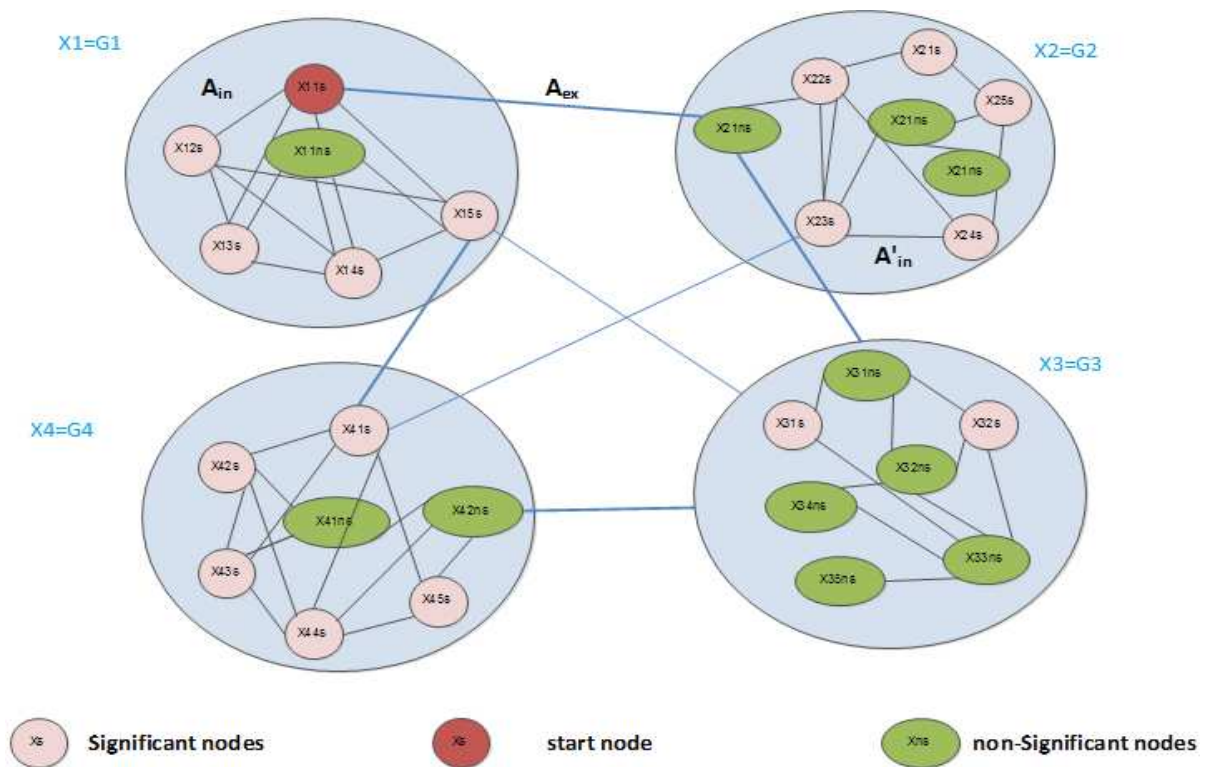 X1=G1
X2=G2
A in
A ex
X11s
X12s
X11ns
X15s
X13s
X14s
X21s
X22s
X25s
X21ns
X21ns
X21ns
X23s
X24s
A' in
X4=G4
X3=G3
X41s
X42s
X41ns
X42ns
X43s
X45s
X44s
X31ns
X31s
X32s
X32ns
X34ns
X33ns
X35ns
Xs Significant nodes
Xs start node
Xns non-Significant nodes